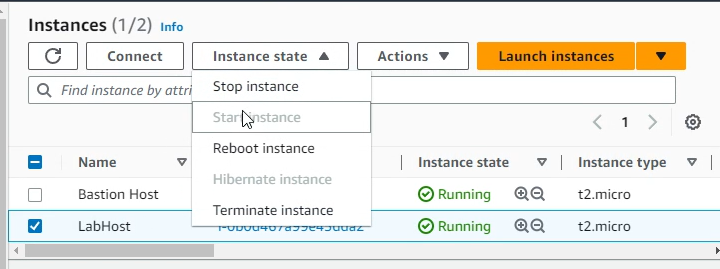 Instances (1/2) Info
Connect Instance state Actions Launch instances
Find instance by
Stop instance
Start instance
Reboot instance
Hibernate instance
Terminate instance
1
Name Instance state Instance type
Bastion Host Running t2.micro
LabHost Running t2.micro